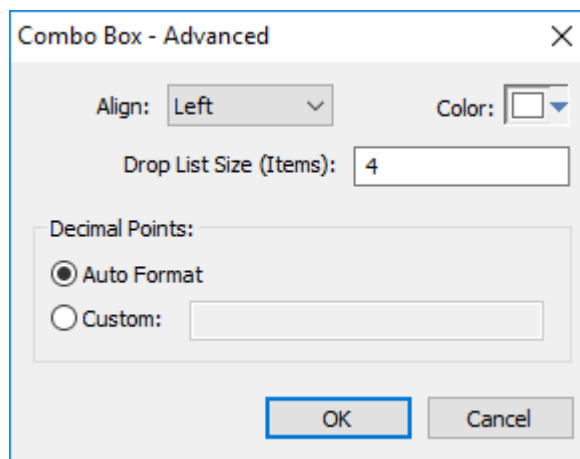 Combo Box - Advanced
Align: Left Color:
Drop List Size (Items): 4
Decimal Points:
Auto Format
Custom:
OK Cancel